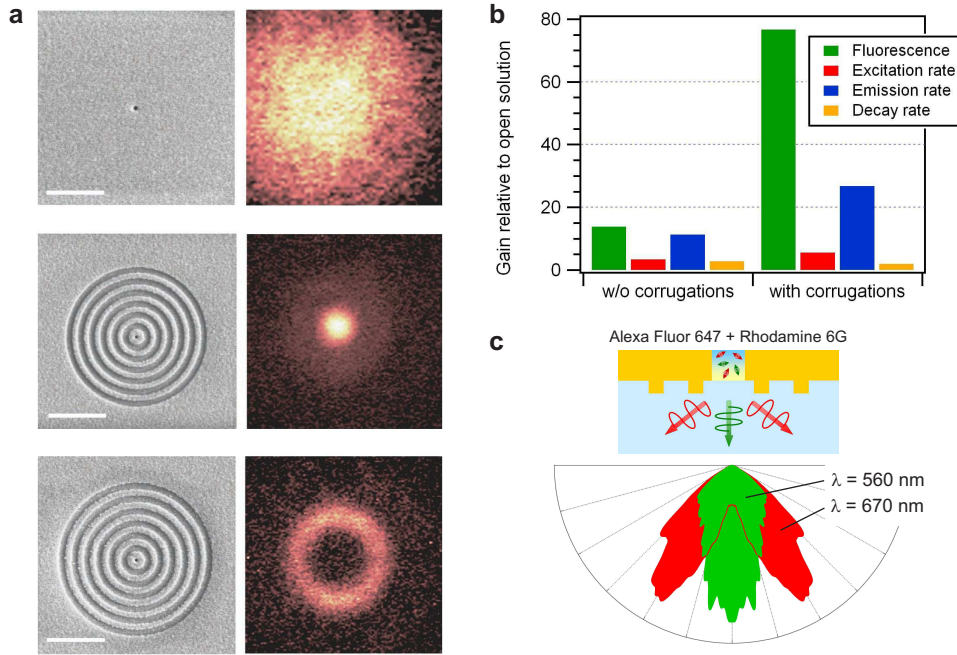 a
b
80
60
40
20
0
Gain relative to open solution
Fluorescence
Excitation rate
Emission rate
Decay rate
w/o corrugations
with corrugations
c
Alexa Fluor 647 + Rhodamine 6G
λ = 560 nm
λ = 670 nm